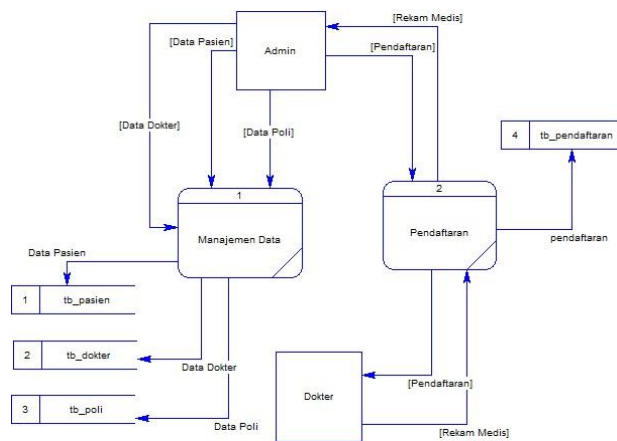 [Rekam Medis]
[Data Pasien]
Admin
[Pendaftaran]
[Data Dokter]
[Data Poli]
4 tb_pendaftaran
1
2
Manajemen Data
Pendaftaran
pendaftaran
Data Pasien
1 tb_pasien
2 tb_dokter
Data Dokter
[Pendaftaran]
Dokter
3 tb_poli
Data Poli
[Rekam Medis]